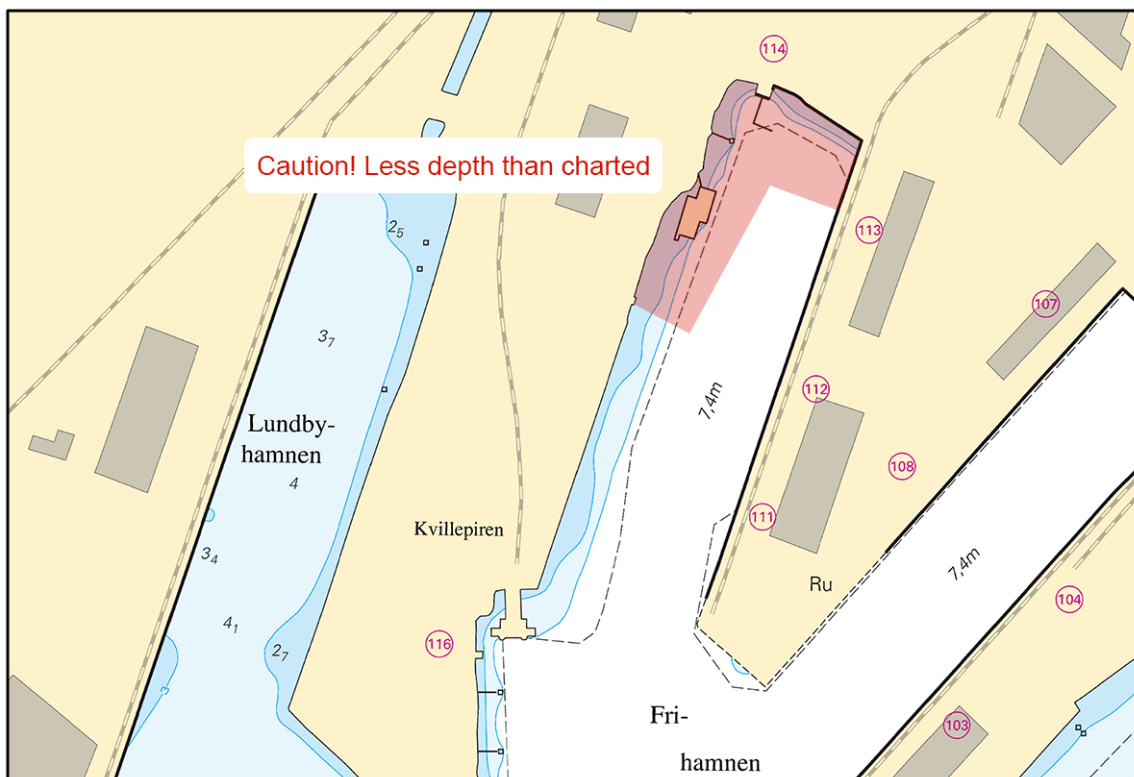 114
Caution! Less depth than charted
2₅
113
107
3₇
7,4m
112
Lundby-
hamnen
108
4
111
Kvillepiren
3₄
7,4m
Ru
104
4₁
116
2₇
3
Fri-
hamnen
103